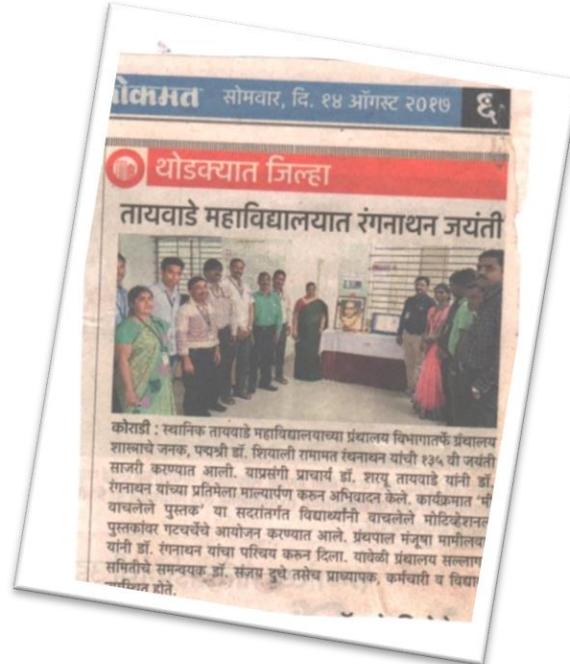 लोकमत सोमवार, दि. १४ ऑगस्ट २०१७ ६
थोडक्यात जिल्हा
तायवाडे महाविद्यालयात रंगनाथन जयंती
कोराडी : स्थानिक तायवाडे महाविद्यालयाच्या ग्रंथालय विभागातर्फे ग्रंथालय
शास्त्राचे जनक, पद्मश्री डॉ. शियाली रामामत रंथनाथन यांची १३५ वी जयंती
साजरी करण्यात आली. याप्रसंगी प्राचार्य डॉ. शरयू तायवाडे यांनी डॉ.
रंगनाथन यांच्या प्रतिमेला माल्यार्पण करून अभिवादन केले. कार्यक्रमात ‘मी
वाचलेले पुस्तक’ या सदरांतर्गत विद्यार्थ्यांनी वाचलेले मोटिव्हेशनल
पुस्तकांवर गटचर्चेचे आयोजन करण्यात आले. ग्रंथपाल मंजूषा मामीलवा
यांनी डॉ. रंगनाथन यांचा परिचय करून दिला. यावेळी ग्रंथालय सल्लाग
समितीचे समन्वयक डॉ. संजय दुधे तसेच प्राध्यापक, कर्मचारी व विद्या
होते.